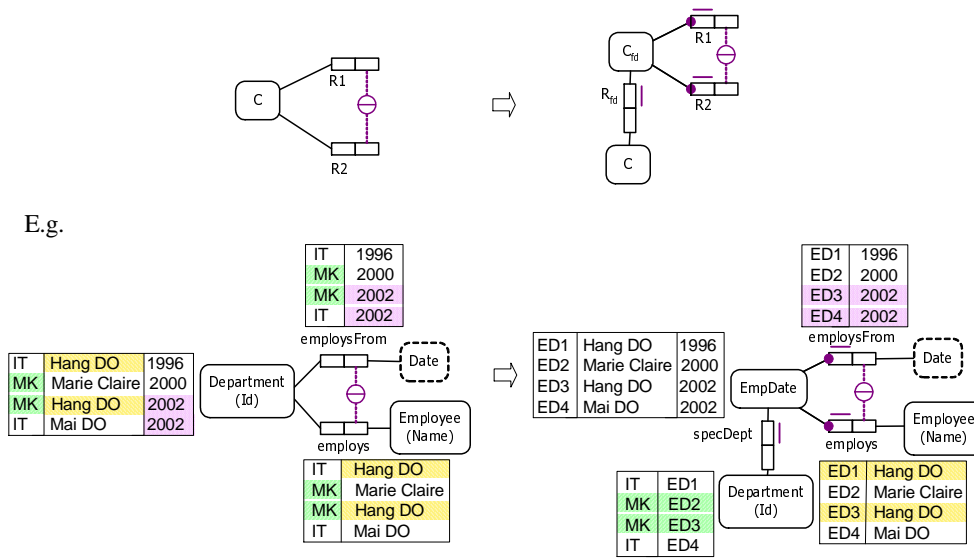 R1
C
R2
R1
C fd
R fd
R2
C
E.g.
IT 1996
MK 2000
MK 2002
IT 2002
employsFrom
IT Hang DO 1996
MK Marie Claire 2000
MK Hang DO 2002
IT Mai DO 2002
Department
(Id)
Date
Employee
(Name)
employs
IT Hang DO
MK Marie Claire
MK Hang DO
IT Mai DO
ED1 1996
ED2 2000
ED3 2002
ED4 2002
employsFrom
ED1 Hang DO 1996
ED2 Marie Claire 2000
ED3 Hang DO 2002
ED4 Mai DO 2002
EmpDate
Date
Employee
(Name)
employs
specDept
IT ED1
MK ED2
MK ED3
IT ED4
Department
(Id)
ED1 Hang DO
ED2 Marie Claire
ED3 Hang DO
ED4 Mai DO